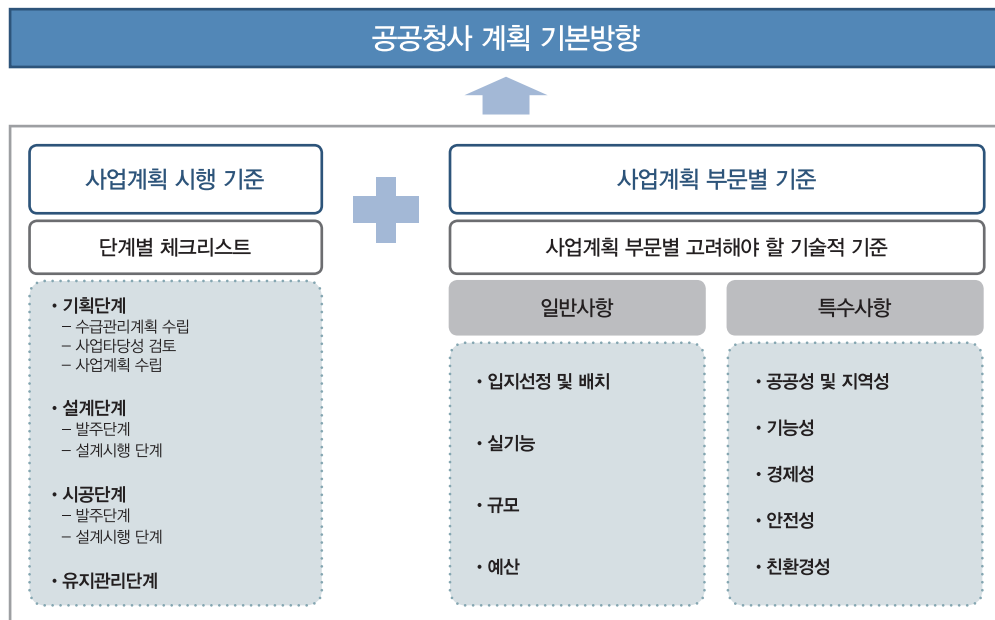 공공청사 계획 기본방향
사업계획 시행 기준
단계별 체크리스트
• 기획단계
– 수급관리계획 수립
– 사업타당성 검토
– 사업계획 수립
• 설계단계
– 발주단계
– 설계시행 단계
• 시공단계
– 발주단계
– 설계시행 단계
• 유지관리단계
사업계획 부문별 기준
사업계획 부문별 고려해야 할 기술적 기준
일반사항
• 입지선정 및 배치
• 실기능
• 규모
• 예산
특수사항
• 공공성 및 지역성
• 기능성
• 경제성
• 안전성
• 친환경성